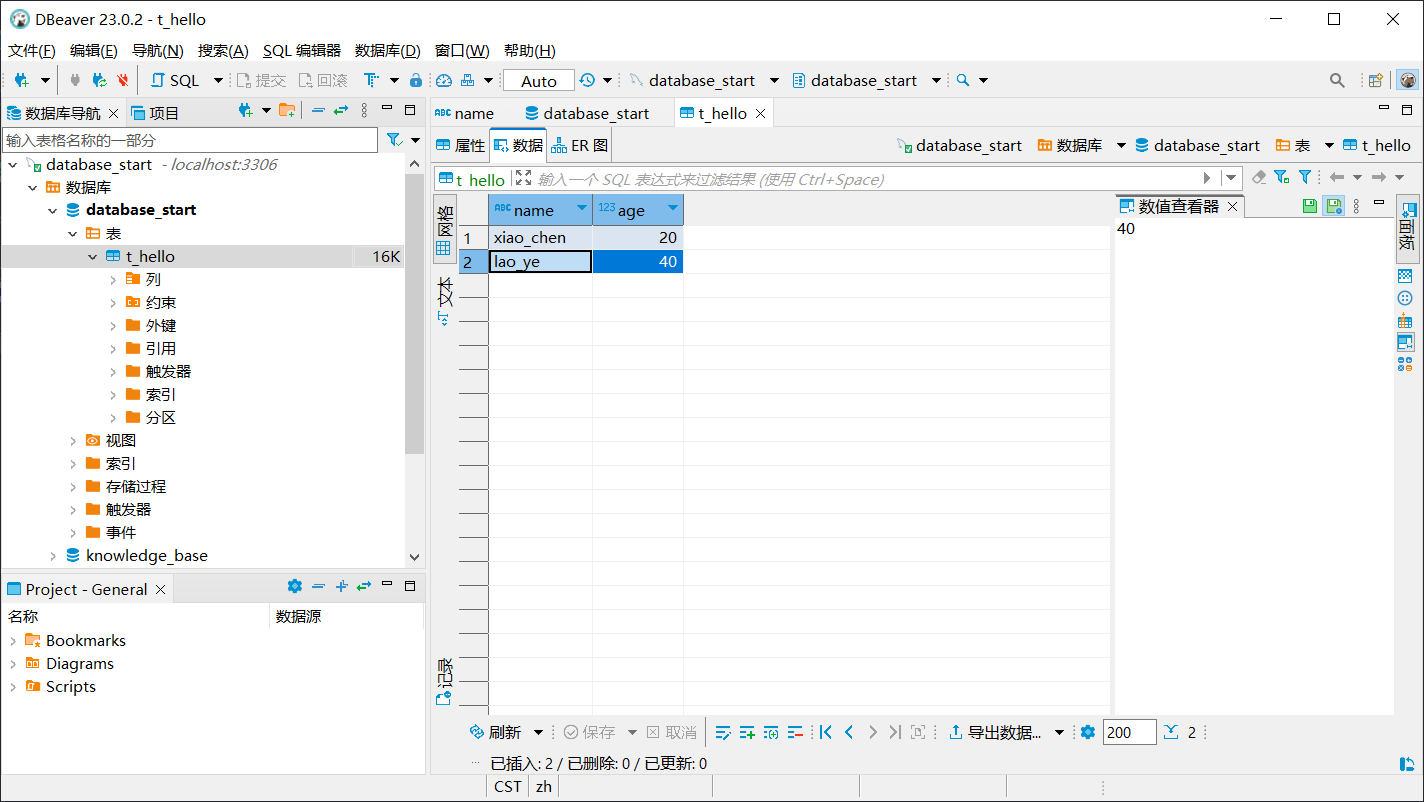 DBeaver 23.0.2 - t_hello
文件(F) 编辑(E) 导航(N) 搜索(A) SQL 编辑器 数据库(D) 窗口(W) 帮助(H)
SQL 提交 回滚 Auto database_start database_start
数据库导航 项目
输入表格名称的一部分
database_start - localhost:3306
数据库
database_start
表
t_hello 16K
列
约束
外键
引用
触发器
索引
分区
视图
索引
存储过程
触发器
事件
knowledge_base
Project - General
名称 数据源
Bookmarks
Diagrams
Scripts
ABC name database_start t_hello
属性 数据 ER 图 database_start 数据库 database_start 表 t_hello
t_hello 输入一个 SQL 表达式来过滤结果 (使用 Ctrl+Space)
网格
文本
记录
ABC name 123 age
1 xiao_chen 20
2 lao_ye 40
数值查看器
40
面板
刷新 保存 取消 导出数据... 200 2
已插入: 2 / 已删除: 0 / 已更新: 0
CST zh